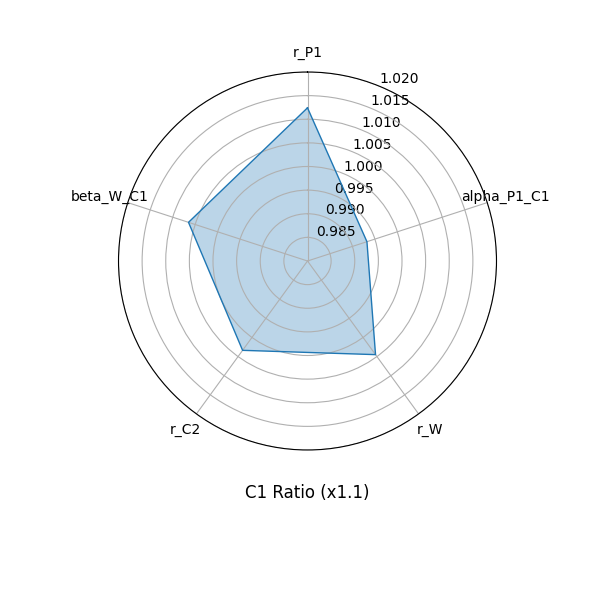 r_P1
1.020
1.015
1.010
1.005
1.000
0.995
0.990
0.985
beta_W_C1
alpha_P1_C1
r_C2
r_W
C1 Ratio (x1.1)